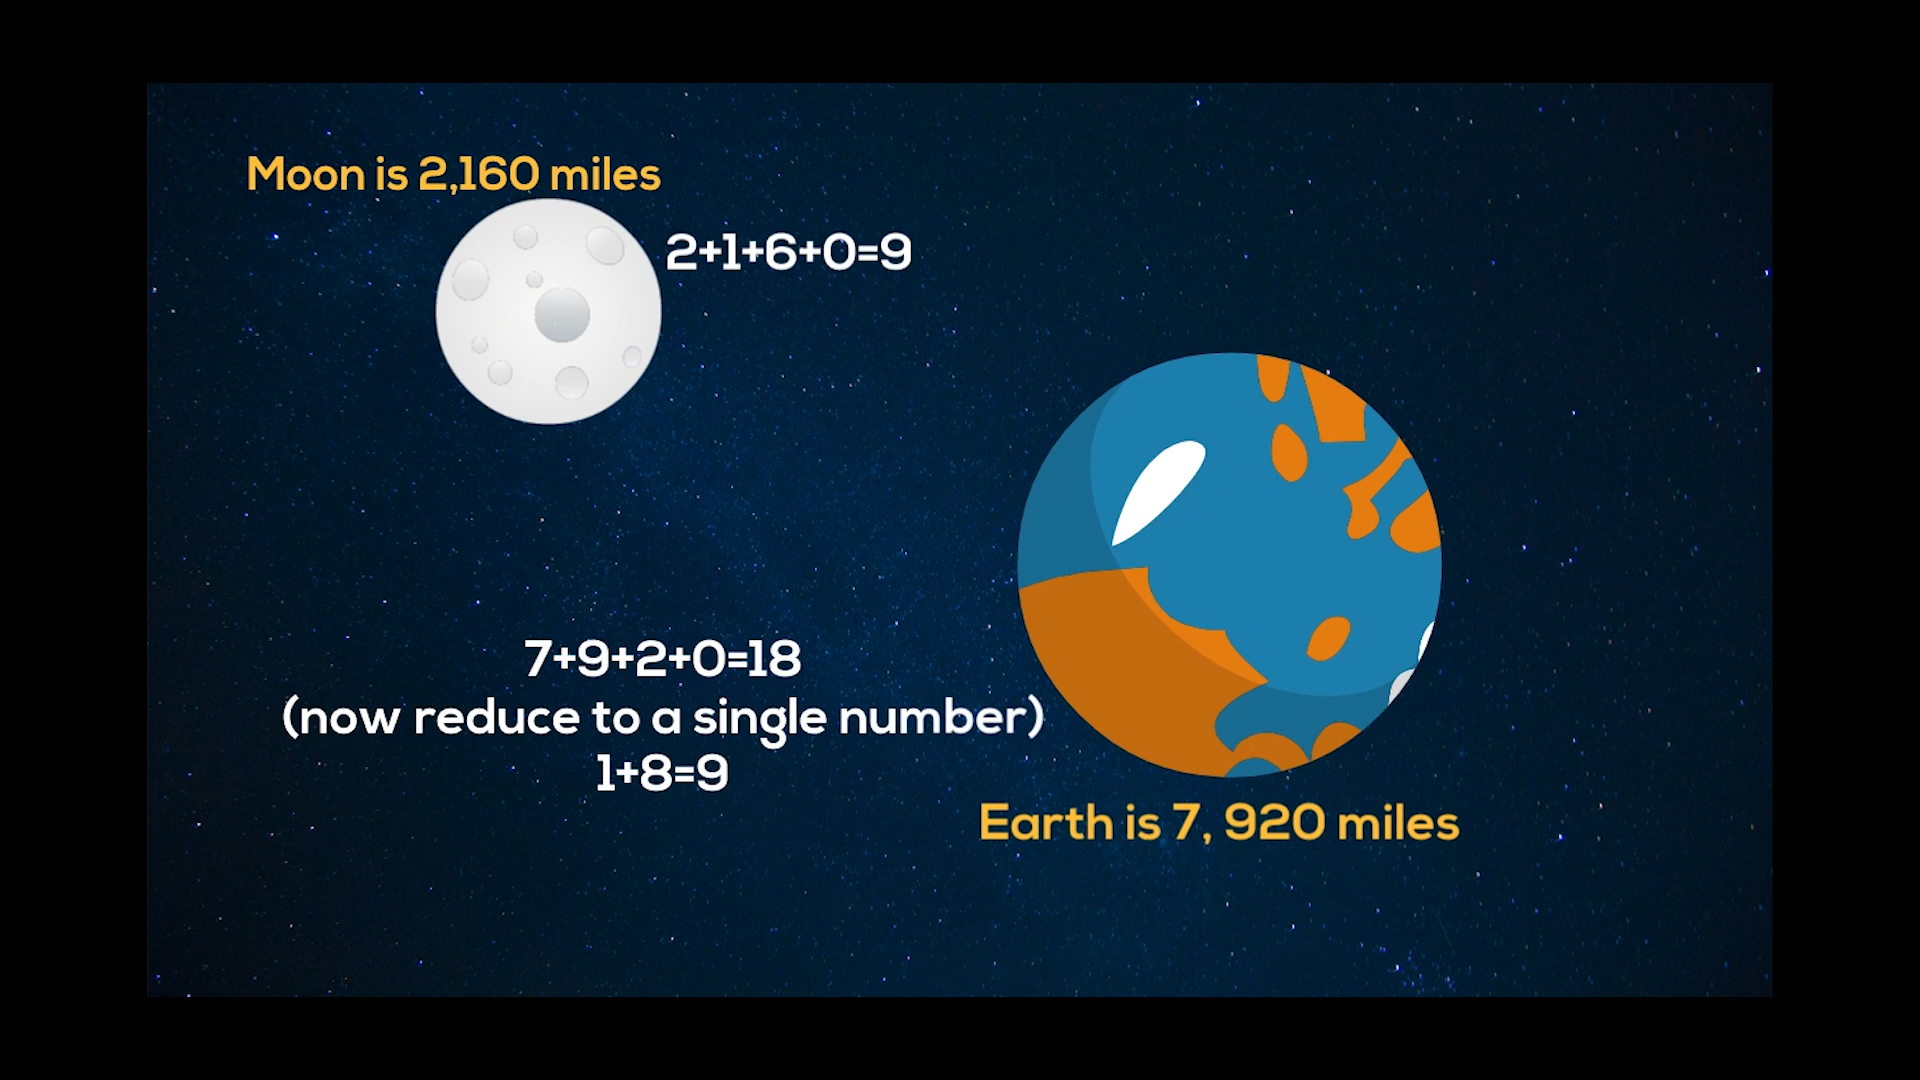 Moon is 2,160 miles
2+1+6+0=9
7+9+2+0=18
(now reduce to a single number)
1+8=9
Earth is 7, 920 miles